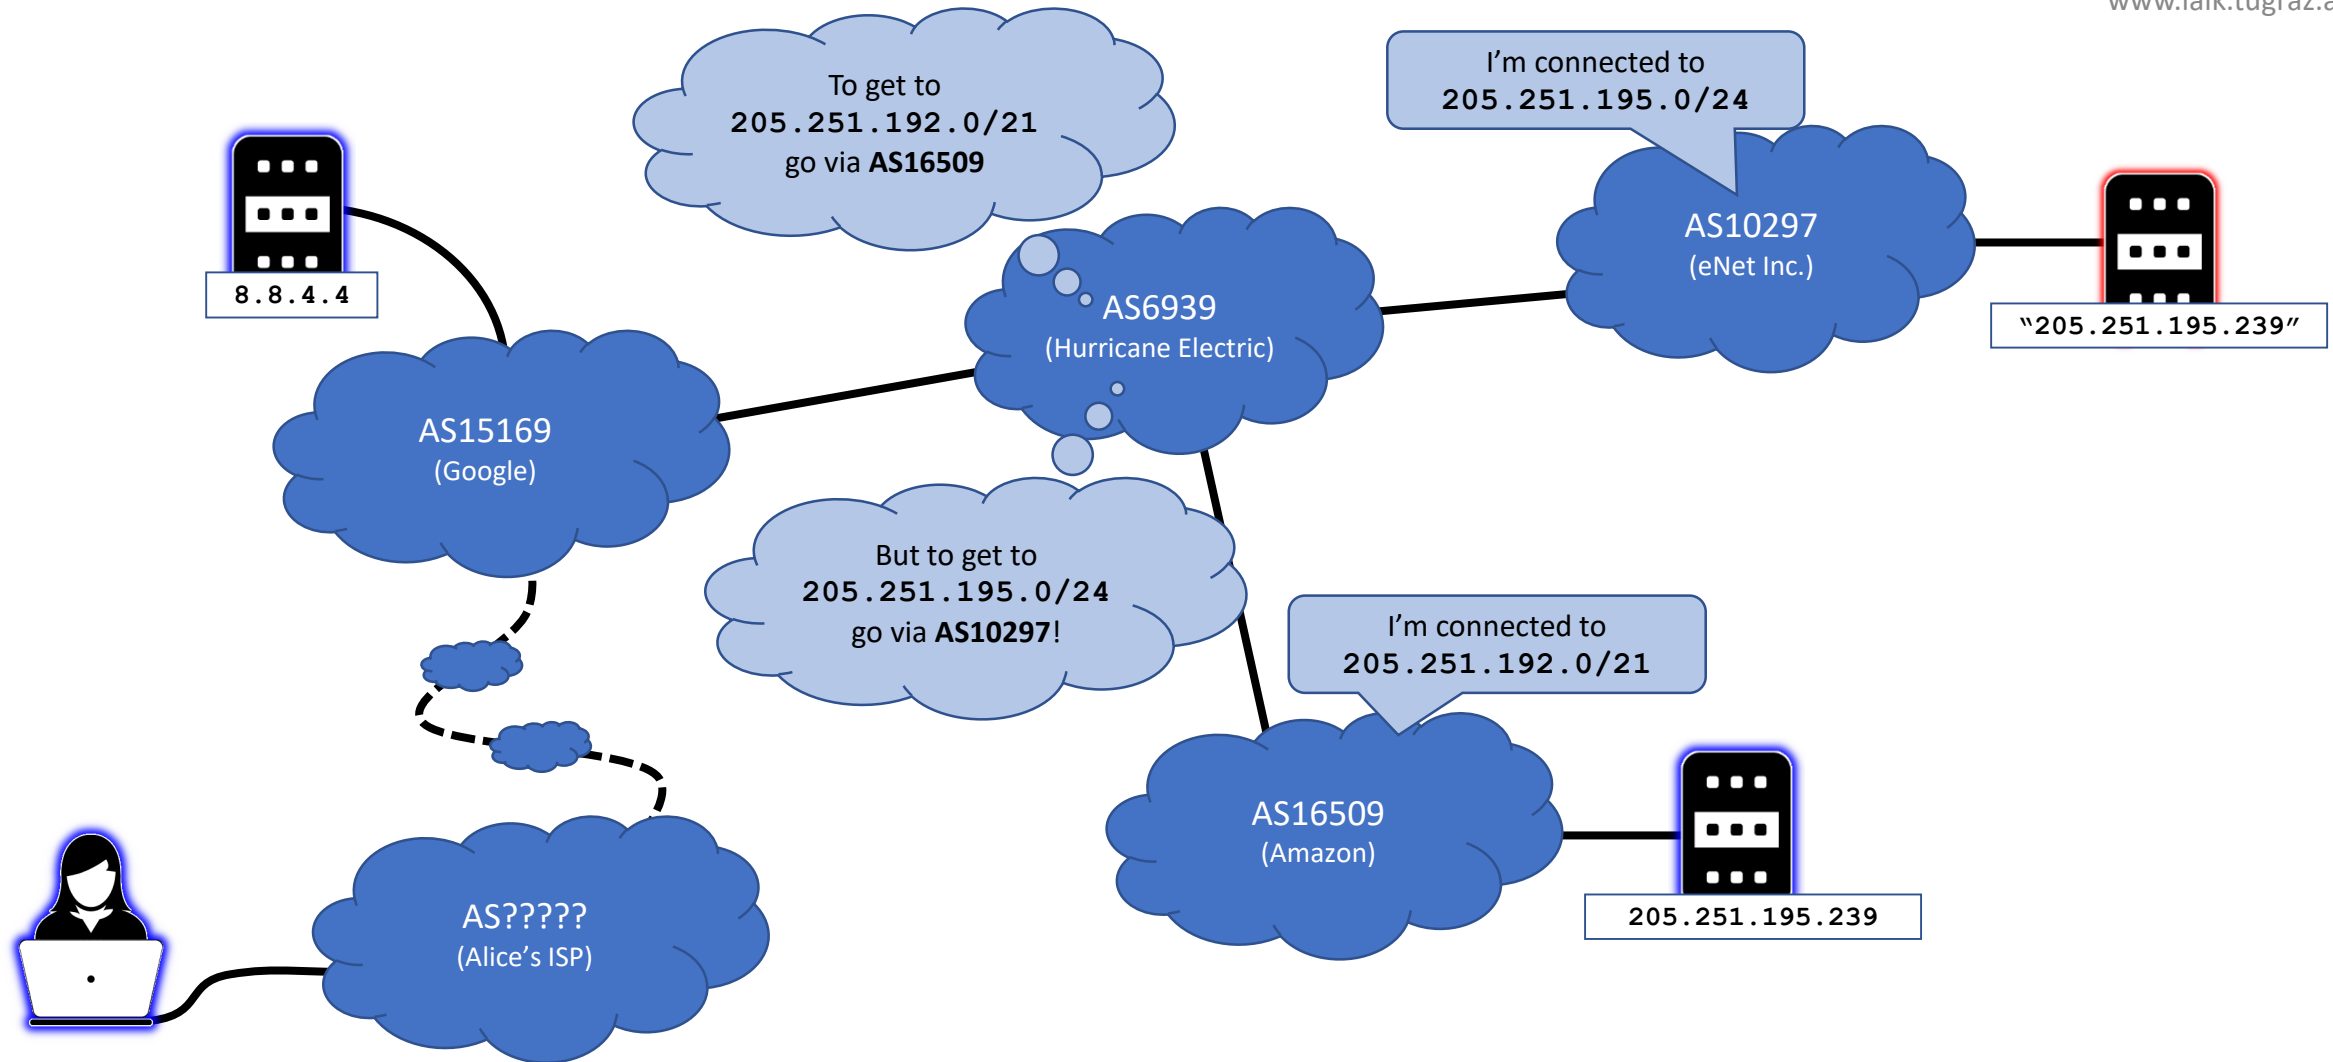 www.iaik.tugraz.a
To get to
205.251.192.0/21
go via AS16509
I'm connected to
205.251.195.0/24
8.8.4.4
AS10297
(eNet Inc.)
"205.251.195.239"
AS6939
(Hurricane Electric)
AS15169
(Google)
But to get to
205.251.195.0/24
go via AS10297!
I'm connected to
205.251.192.0/21
AS16509
(Amazon)
205.251.195.239
AS?????
(Alice's ISP)